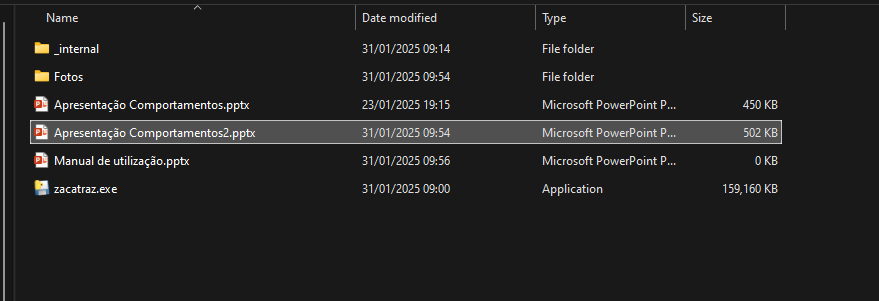 Name Date modified Type Size
_internal 31/01/2025 09:14 File folder
Fotos 31/01/2025 09:54 File folder
Apresentação Comportamentos.pptx 23/01/2025 19:15 Microsoft PowerPoint P... 450 KB
Apresentação Comportamentos2.pptx 31/01/2025 09:54 Microsoft PowerPoint P... 502 KB
Manual de utilização.pptx 31/01/2025 09:56 Microsoft PowerPoint P... 0 KB
zacatraz.exe 31/01/2025 09:00 Application 159,160 KB